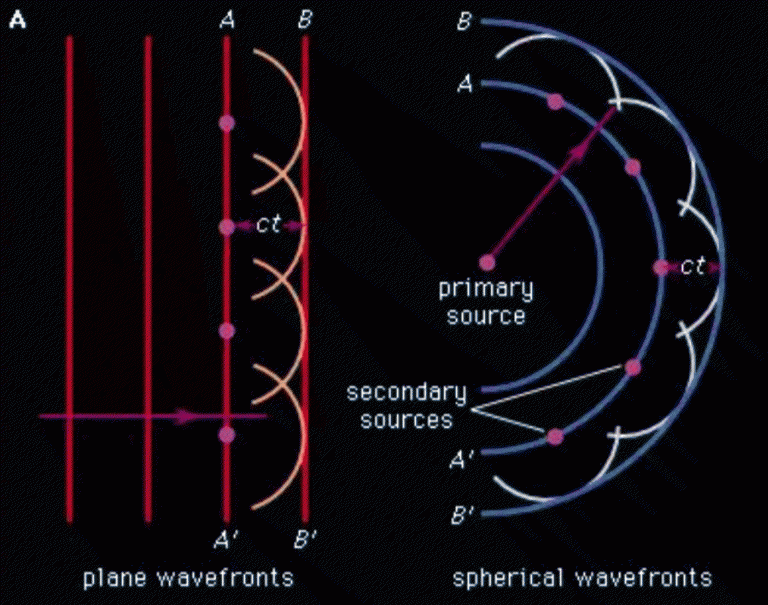 A
A
B
ct
A'
B'
plane wavefronts
B
A
primary
source
ct
secondary
sources
A'
B'
spherical wavefronts